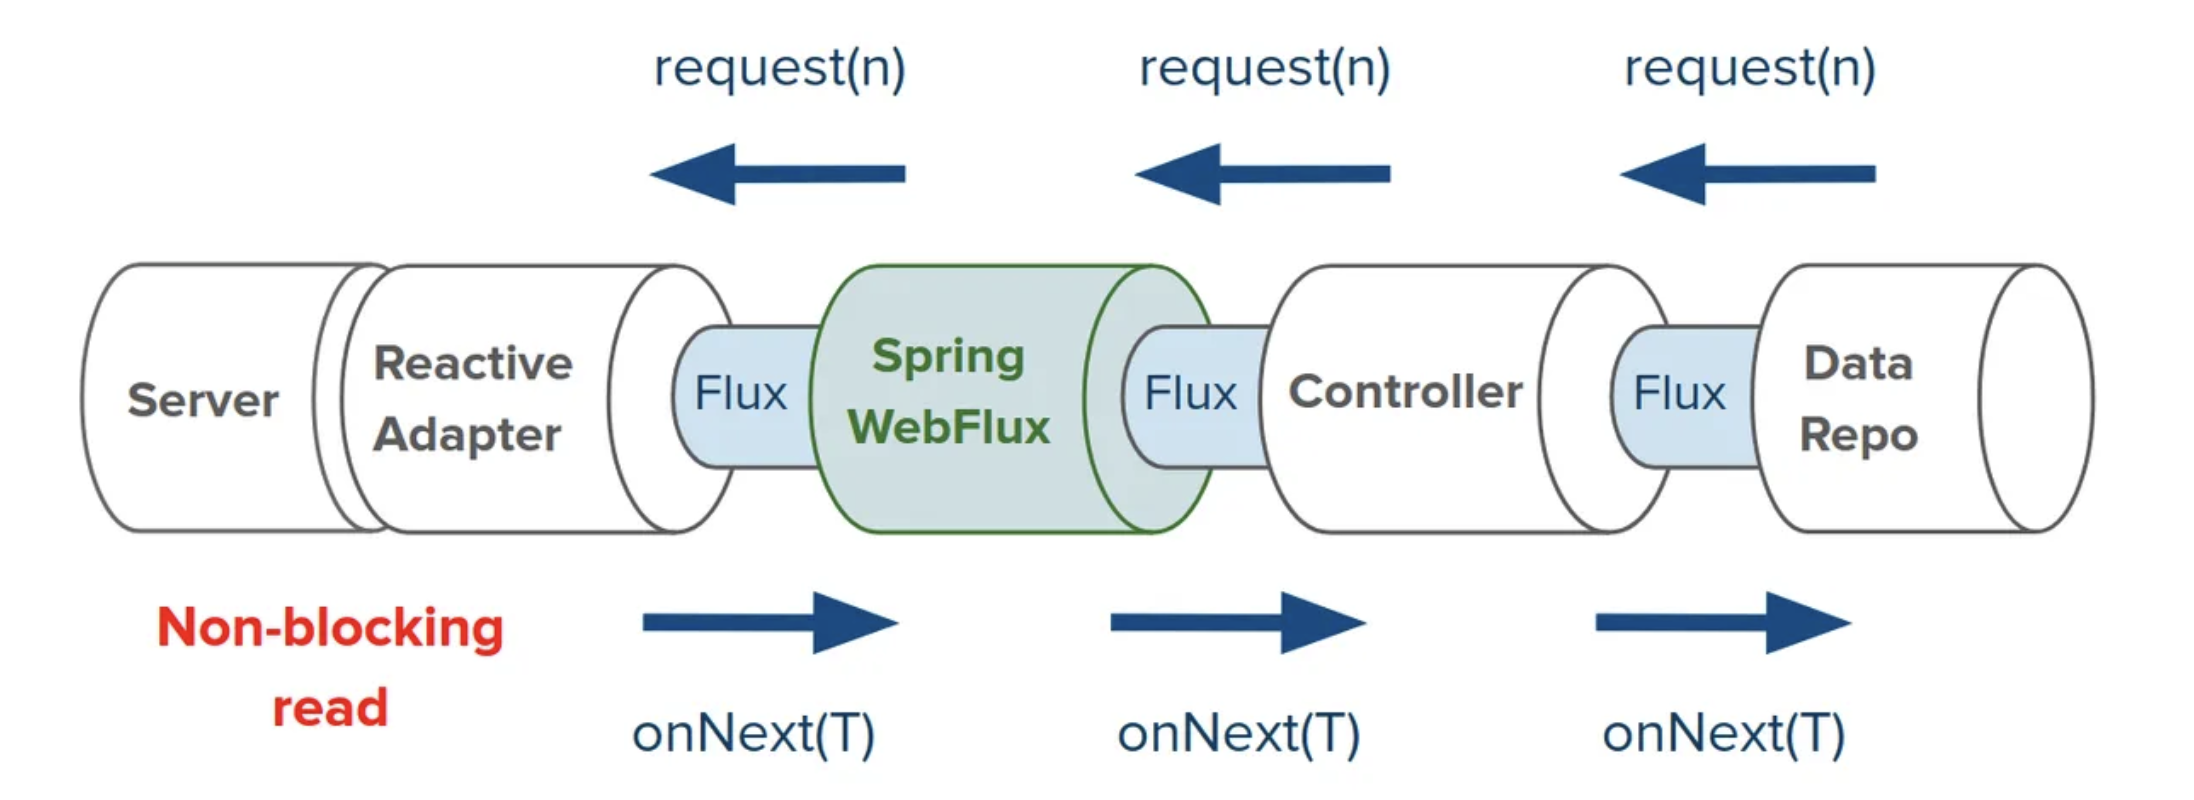 request(n) request(n) request(n)
Server
Reactive
Adapter
Flux
Spring
WebFlux
Flux
Controller
Flux
Data
Repo
Non-blocking
read
onNext(T) onNext(T) onNext(T)